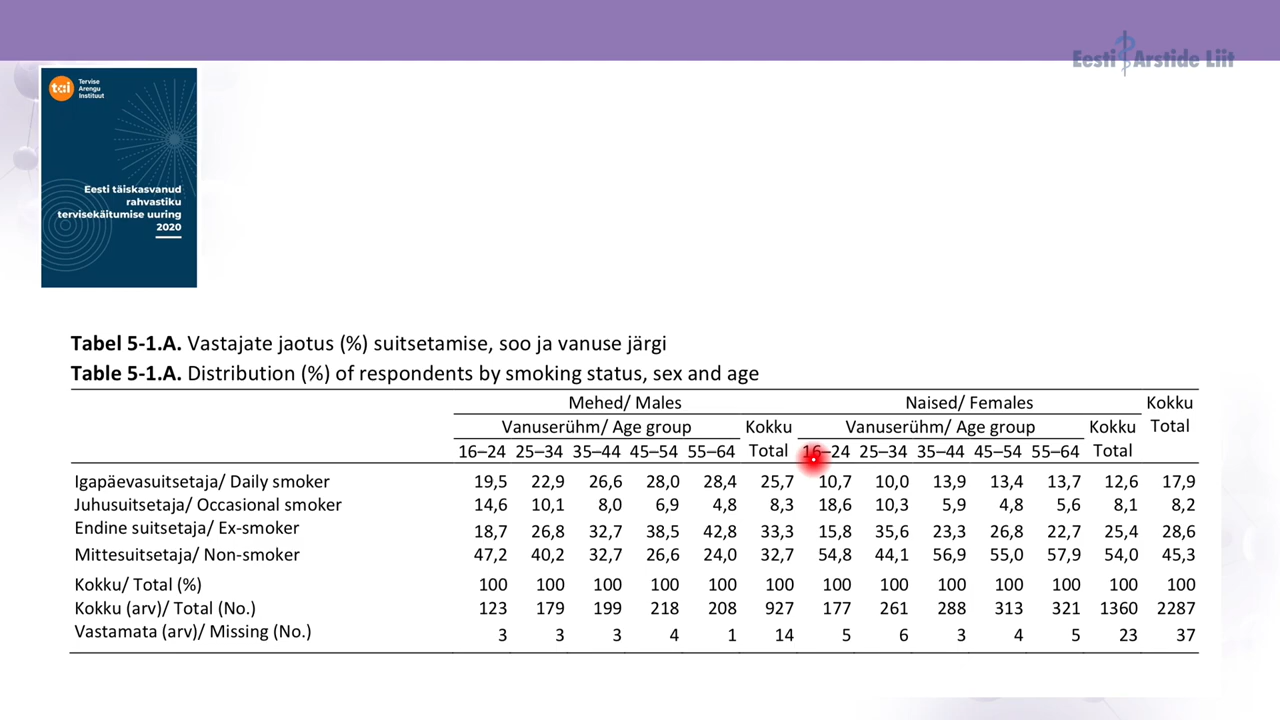 Eesti Arstide Liit
tai Tervise
Arengu
Instituut
Eesti täiskasvanud
rahvastiku
tervisekäitumise uuring
2020
Tabel 5-1.A. Vastajate jaotus (%) suitsetamise, soo ja vanuse järgi
Table 5-1.A. Distribution (%) of respondents by smoking status, sex and age
Mehed/ Males Naised/ Females Kokku
Vanuserühm/ Age group Kokku Vanuserühm/ Age group Kokku Total
16–24 25–34 35–44 45–54 55–64 Total 16–24 25–34 35–44 45–54 55–64 Total
Igapäevasuitsetaja/ Daily smoker 19,5 22,9 26,6 28,0 28,4 25,7 10,7 10,0 13,9 13,4 13,7 12,6 17,9
Juhusuitsetaja/ Occasional smoker 14,6 10,1 8,0 6,9 4,8 8,3 18,6 10,3 5,9 4,8 5,6 8,1 8,2
Endine suitsetaja/ Ex-smoker 18,7 26,8 32,7 38,5 42,8 33,3 15,8 35,6 23,3 26,8 22,7 25,4 28,6
Mittesuitsetaja/ Non-smoker 47,2 40,2 32,7 26,6 24,0 32,7 54,8 44,1 56,9 55,0 57,9 54,0 45,3
Kokku/ Total (%) 100 100 100 100 100 100 100 100 100 100 100 100 100
Kokku (arv)/ Total (No.) 123 179 199 218 208 927 177 261 288 313 321 1360 2287
Vastamata (arv)/ Missing (No.) 3 3 3 4 1 14 5 6 3 4 5 23 37